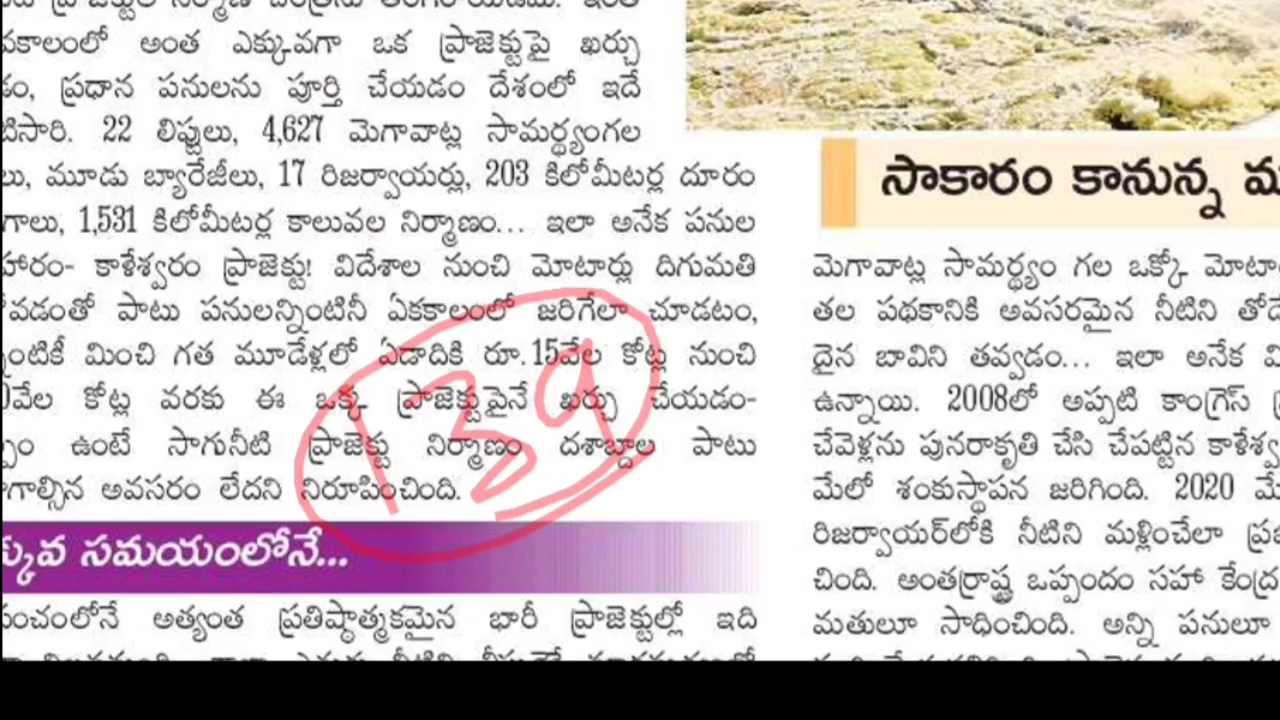 వకాలంలో అంత ఎక్కువగా ఒక ప్రాజెక్టుపై ఖర్చు
డం, ప్రధాన పనులను పూర్తి చేయడం దేశంలో ఇదే
టిసారి. 22 లిఫ్టులు, 4,627 మెగావాట్ల సామర్థ్యంగల
లు, మూడు బ్యారేజీలు, 17 రిజర్వాయర్లు, 203 కిలోమీటర్ల దూరం
గాలు, 1,531 కిలోమీటర్ల కాలువల నిర్మాణం... ఇలా అనేక పనుల
హారం- కాళేశ్వరం ప్రాజెక్టు! విదేశాల నుంచి మోటార్లు దిగుమతి
వడంతో పాటు పనులన్నింటినీ ఏకకాలంలో జరిగేలా చూడటం,
న్నింటికీ మించి గత మూడేళ్లలో ఏడాదికి రూ.15వేల కోట్ల నుంచి
వేల కోట్ల వరకు ఈ ఒక్క ప్రాజెక్టుపైనే ఖర్చు చేయడం-
ఉంటే సాగునీటి ప్రాజెక్టు నిర్మాణం దశాబ్దాల పాటు
గాల్సిన అవసరం లేదని నిరూపించింది.
139
క్కువ సమయంలోనే...
పంచంలోనే అత్యంత ప్రతిష్ఠాత్మకమైన భారీ ప్రాజెక్టుల్లో ఇది
సాకారం కానున్న
మెగావాట్ల సామర్థ్యం గల ఒక్కో
తల పథకానికి అవసరమైన నీటిని
దైన బావిని తవ్వడం... ఇలా అనేక
ఉన్నాయి. 2008లో అప్పటి కాంగ్రెస్
చేవెళ్లను పునరాకృతి చేసి చేపట్టిన
మేలో శంకుస్థాపన జరిగింది. 2020
రిజర్వాయర్‌లోకి నీటిని మళ్లించేలా
చింది. అంతర్రాష్ట్ర ఒప్పందం సహా
మతులూ సాధించింది. అన్ని పనులూ